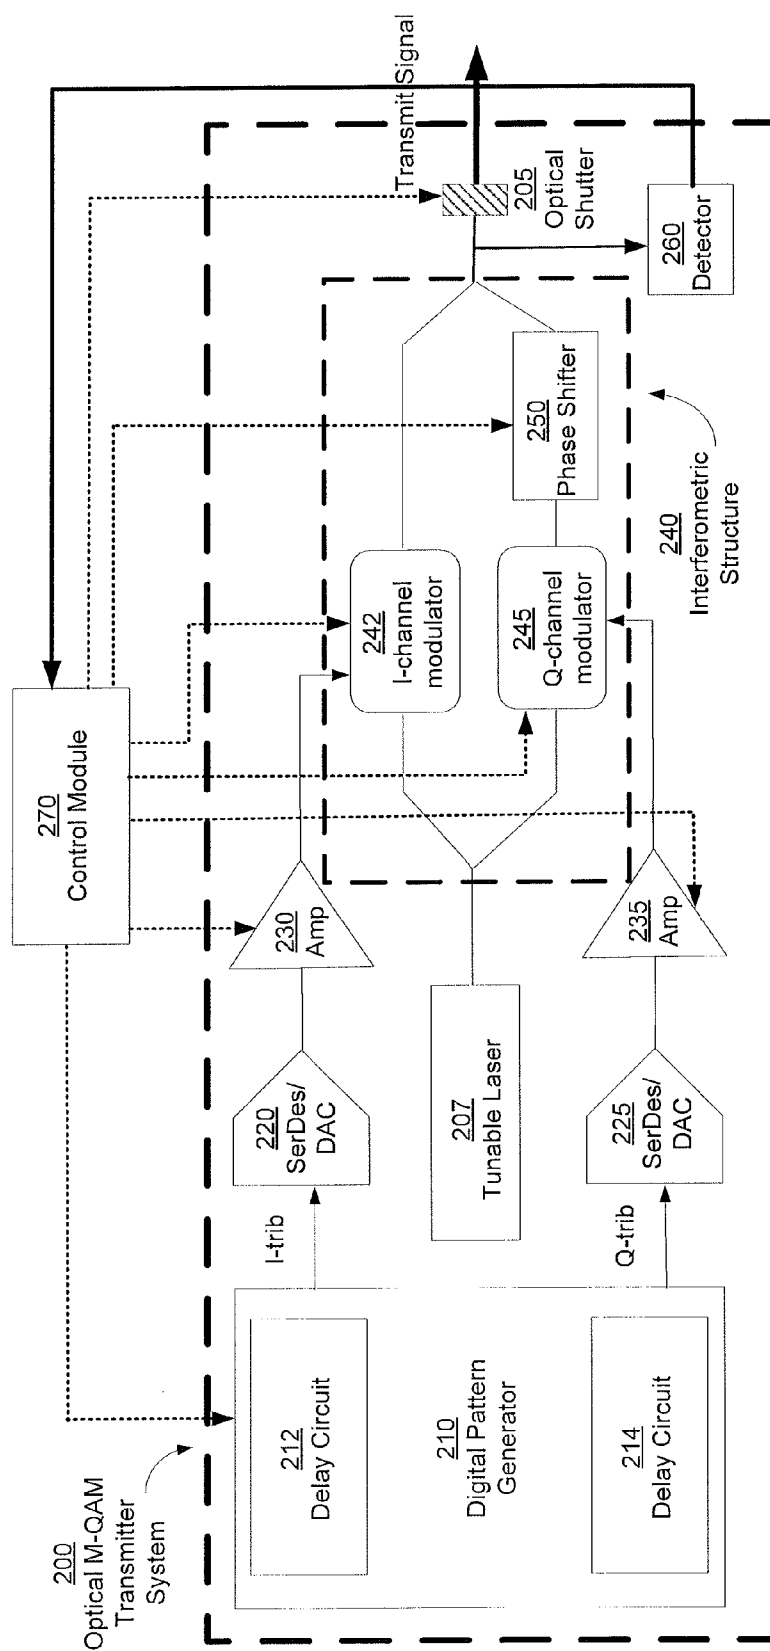 200
Optical M-QAM
Transmitter
System
270
Control Module
212
Delay Circuit
210
Digital Pattern
Generator
214
Delay Circuit
I-trib
Q-trib
220
SerDes/
DAC
207
Tunable Laser
225
SerDes/
DAC
230
Amp
235
Amp
242
I-channel
modulator
245
Q-channel
modulator
250
Phase Shifter
240
Interferometric
Structure
Transmit Signal
205
Optical
Shutter
260
Detector